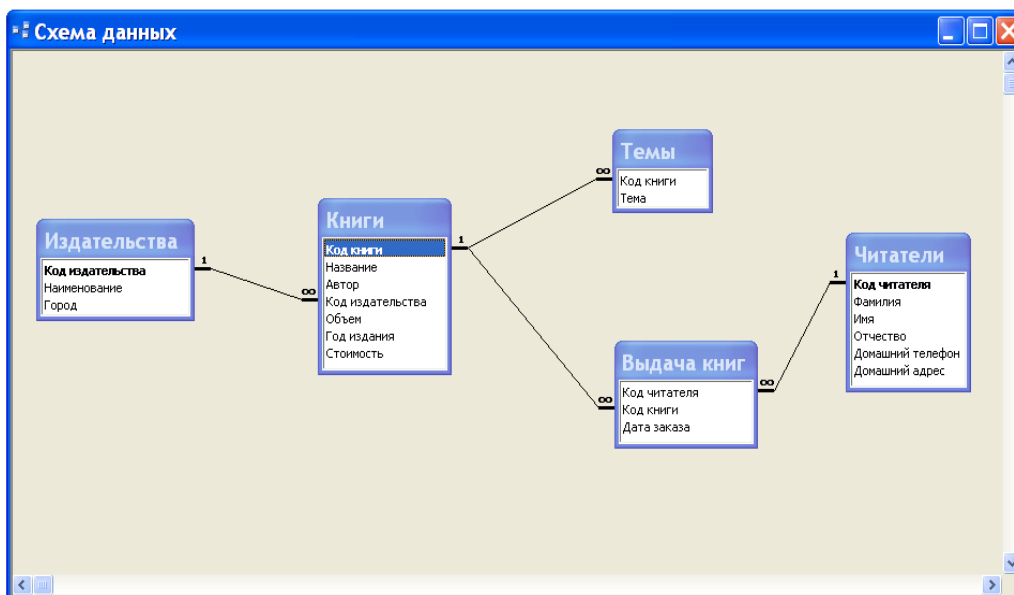 Схема данных
Издательства
Код издательства
Наименование
Город
1
∞
Книги
Код книги
Название
Автор
Код издательства
Объем
Год издания
Стоимость
1
∞
Темы
Код книги
Тема
∞
Выдача книг
Код читателя
Код книги
Дата заказа
∞
1
Читатели
Код читателя
Фамилия
Имя
Отчество
Домашний телефон
Домашний адрес